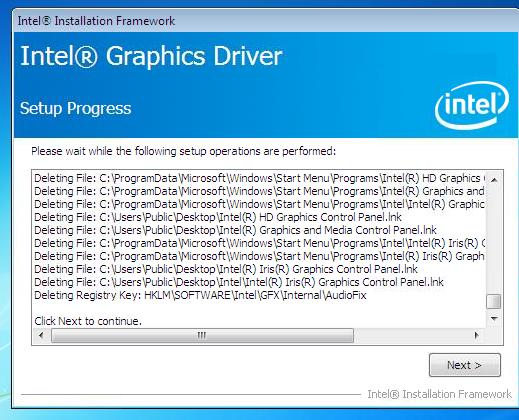 Intel® Installation Framework
Intel® Graphics Driver
Setup Progress
intel
Please wait while the following setup operations are performed:
Deleting File: C:\ProgramData\Microsoft\Windows\Start Menu\Programs\Intel(R) HD Graphics
Deleting File: C:\ProgramData\Microsoft\Windows\Start Menu\Programs\Intel(R) Graphics and
Deleting File: C:\ProgramData\Microsoft\Windows\Start Menu\Programs\Intel\Intel(R) Graphic
Deleting File: C:\Users\Public\Desktop\Intel(R) HD Graphics Control Panel.lnk
Deleting File: C:\Users\Public\Desktop\Intel(R) Graphics and Media Control Panel.lnk
Deleting File: C:\ProgramData\Microsoft\Windows\Start Menu\Programs\Intel(R) Iris(R) G
Deleting File: C:\ProgramData\Microsoft\Windows\Start Menu\Programs\Intel\Intel(R) Iris(R) Graph
Deleting File: C:\Users\Public\Desktop\Intel(R) Iris(R) Graphics Control Panel.lnk
Deleting File: C:\Users\Public\Desktop\Intel\Intel(R) Iris(R) Graphics Control Panel.lnk
Deleting Registry Key: HKLM\SOFTWARE\Intel\GFX\Internal\AudioFix
Click Next to continue.
Next >
Intel® Installation Framework